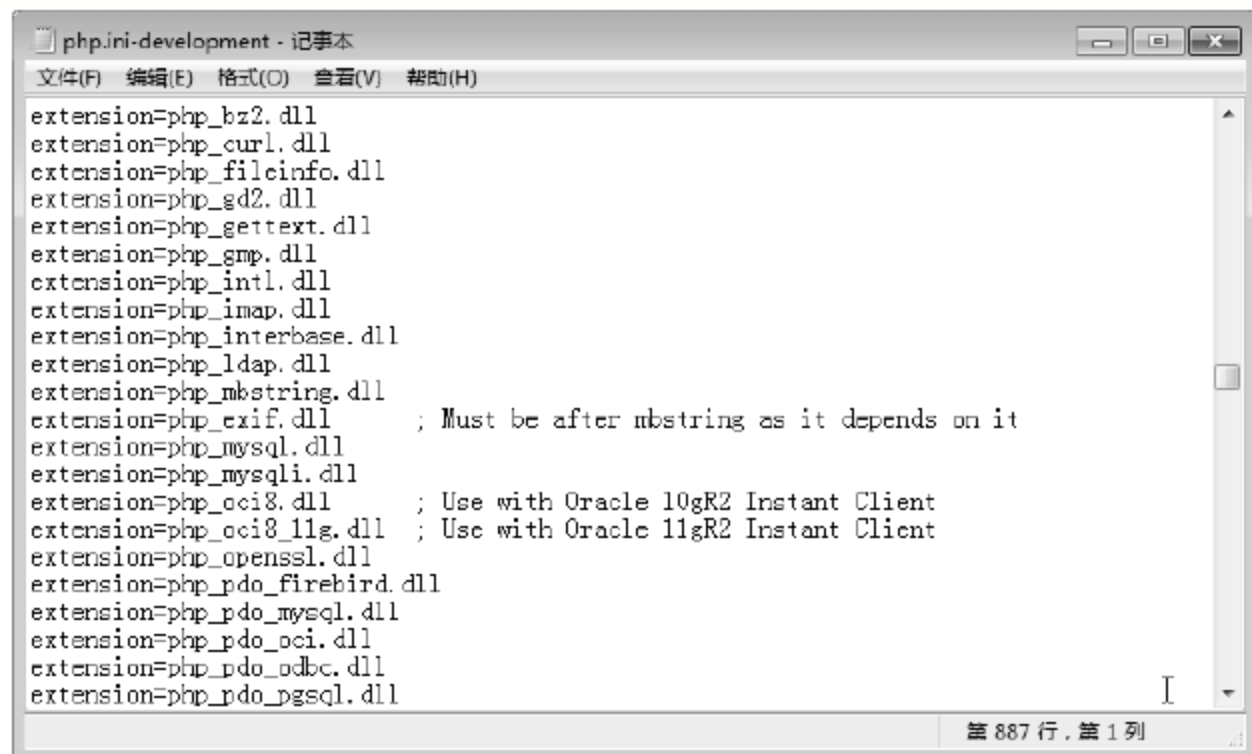 php.ini-development - 记事本
文件(F) 编辑(E) 格式(O) 查看(V) 帮助(H)
extension=php_bz2.dll
extension=php_curl.dll
extension=php_fileinfo.dll
extension=php_gd2.dll
extension=php_gettext.dll
extension=php_gmp.dll
extension=php_intl.dll
extension=php_imap.dll
extension=php_interbase.dll
extension=php_ldap.dll
extension=php_mbstring.dll
extension=php_exif.dll      ; Must be after mbstring as it depends on it
extension=php_mysql.dll
extension=php_mysqli.dll
extension=php_oci8.dll      ; Use with Oracle 10gR2 Instant Client
extension=php_oci8_11g.dll  ; Use with Oracle 11gR2 Instant Client
extension=php_openssl.dll
extension=php_pdo_firebird.dll
extension=php_pdo_mysql.dll
extension=php_pdo_oci.dll
extension=php_pdo_odbc.dll
extension=php_pdo_pgsql.dll
第 887 行，第 1 列